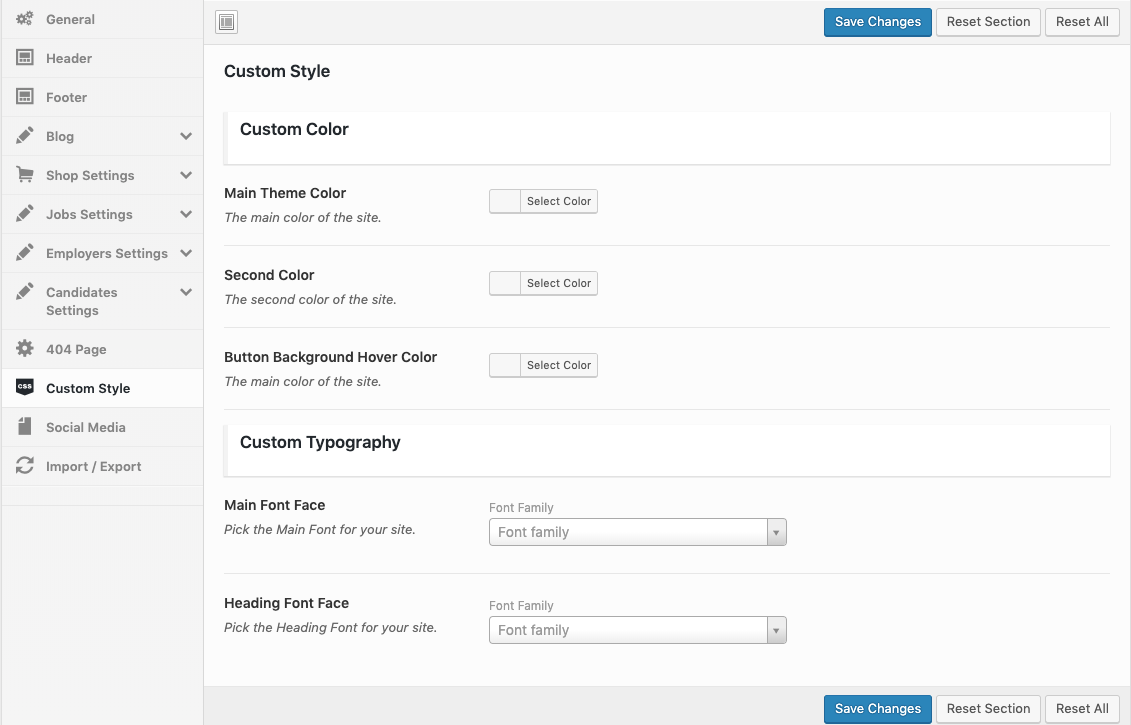 General
Header
Footer
Blog
Shop Settings
Jobs Settings
Employers Settings
Candidates
Settings
404 Page
css
Custom Style
Social Media
Import / Export
Save Changes
Reset Section
Reset All
Custom Style
Custom Color
Main Theme Color
The main color of the site.
Select Color
Second Color
The second color of the site.
Select Color
Button Background Hover Color
The main color of the site.
Select Color
Custom Typography
Main Font Face
Pick the Main Font for your site.
Font Family
Font family
Heading Font Face
Pick the Heading Font for your site.
Font Family
Font family
Save Changes
Reset Section
Reset All